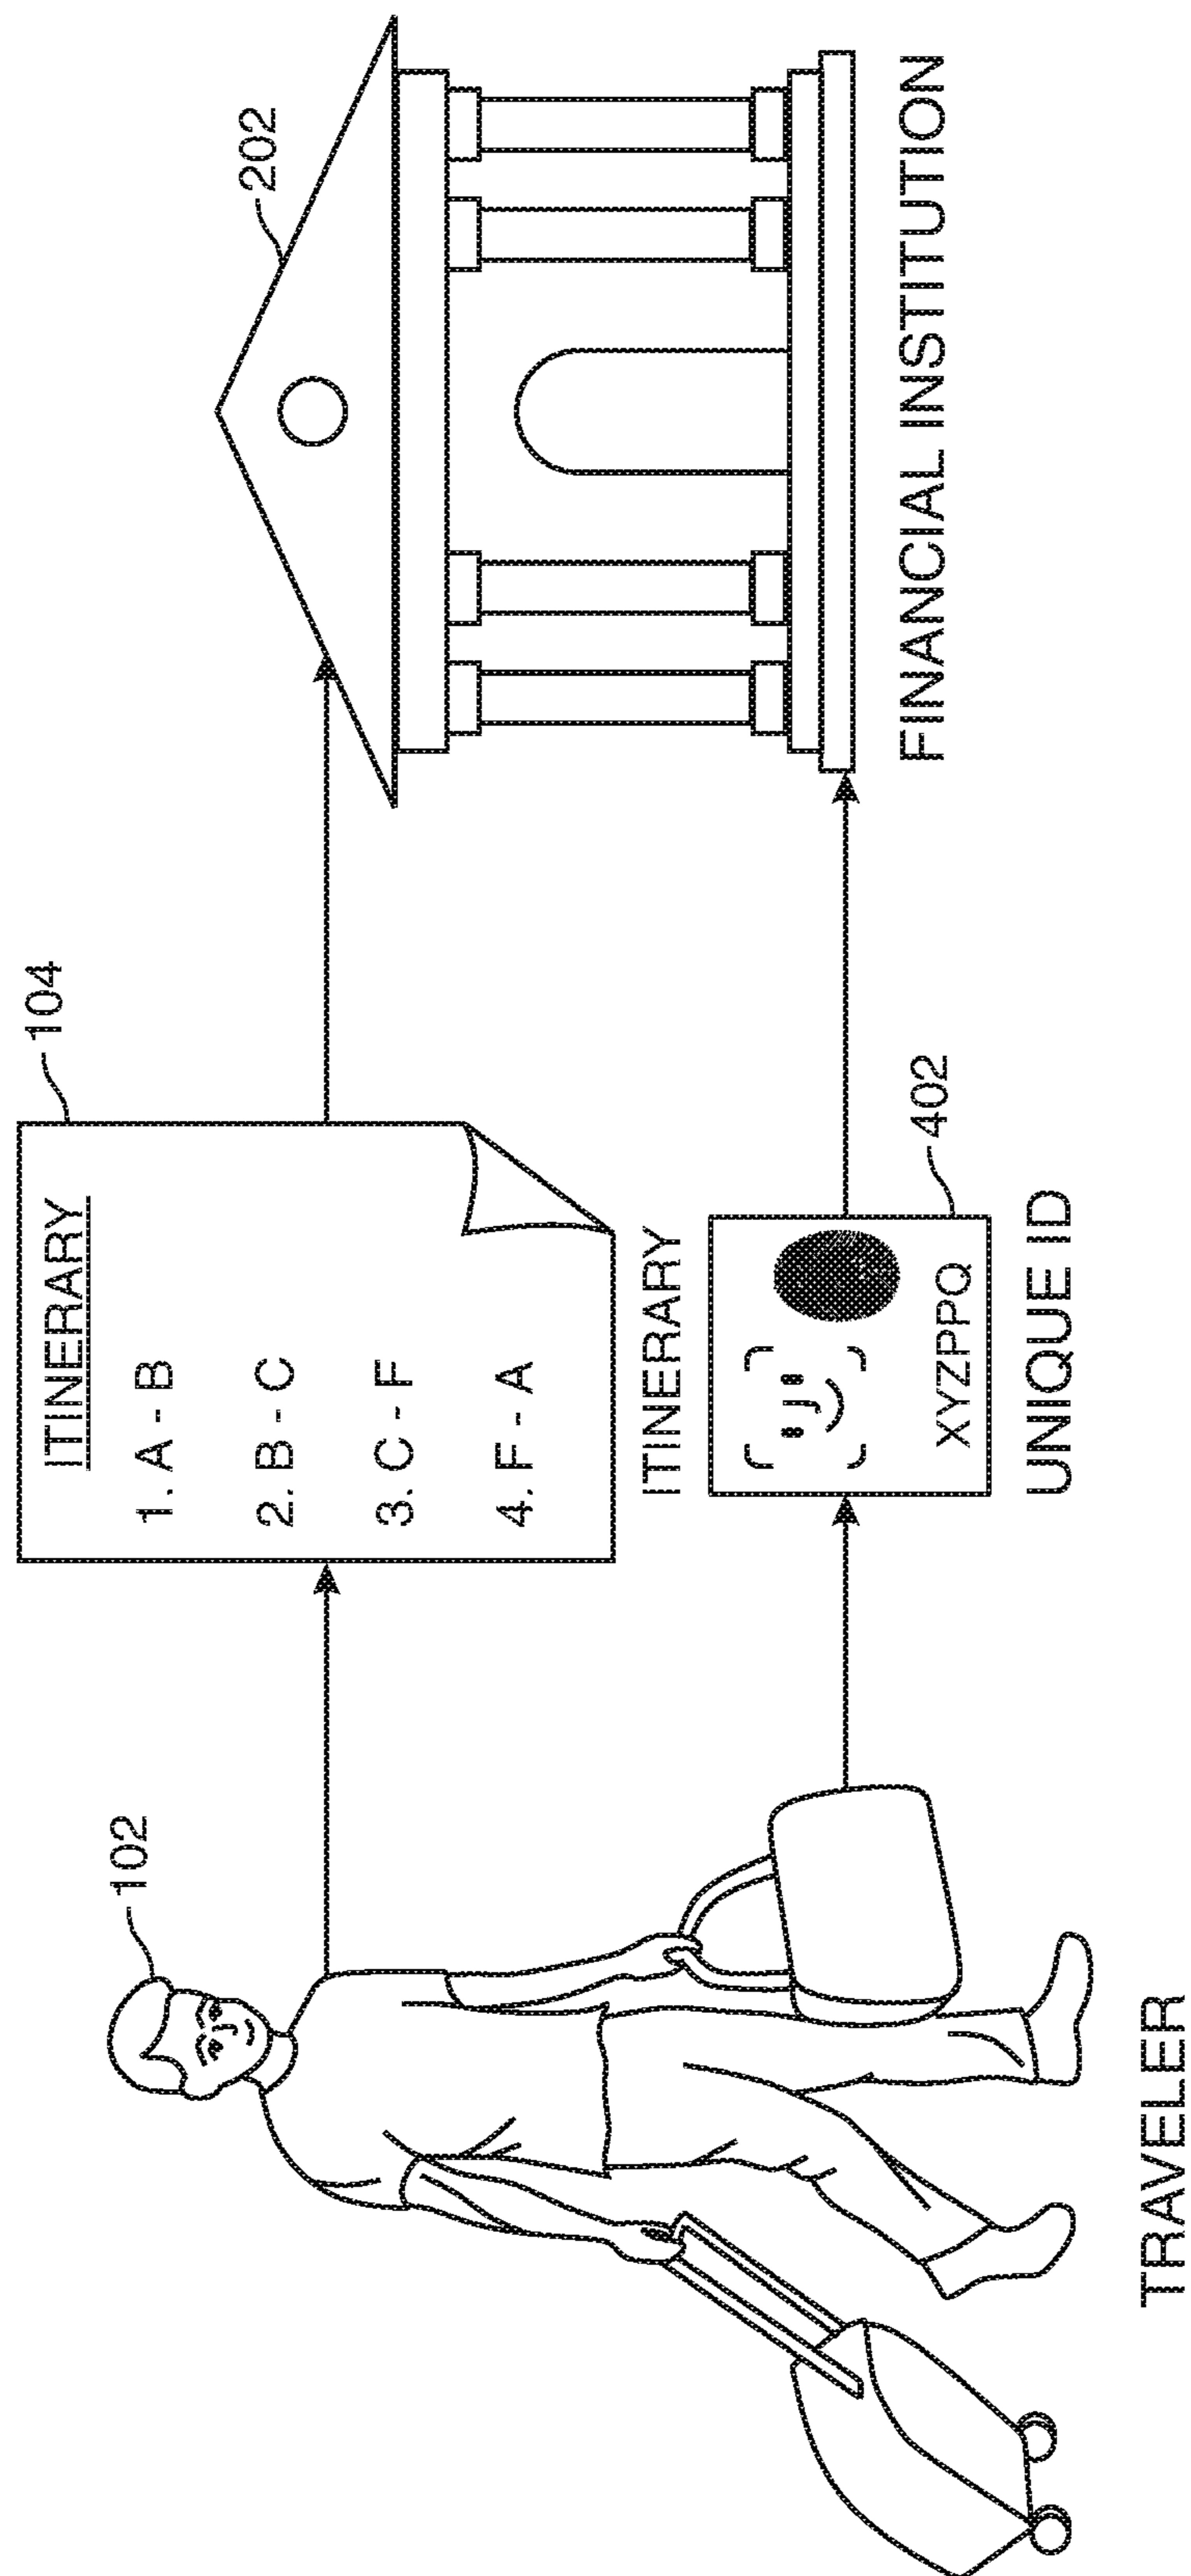 102
TRAVELER
104
ITINERARY
1. A - B
2. B - C
3. C - F
4. F - A
ITINERARY
XYZPPQ
402
UNIQUE ID
202
FINANCIAL INSTITUTION